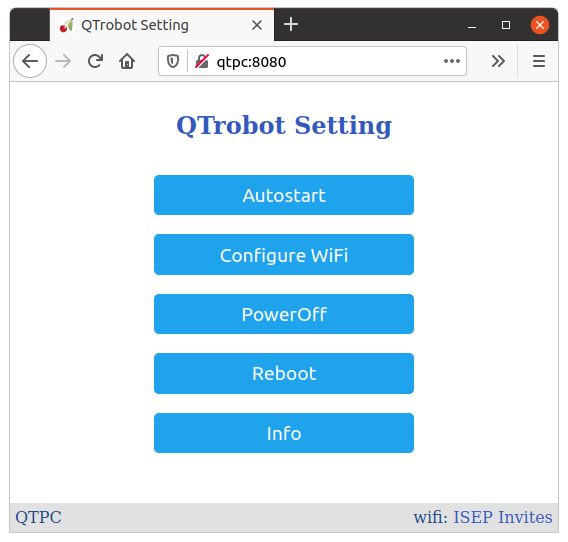 QTrobot Setting
qtpc:8080
QTrobot Setting
Autostart
Configure WiFi
PowerOff
Reboot
Info
QTPC wifi: ISEP Invites